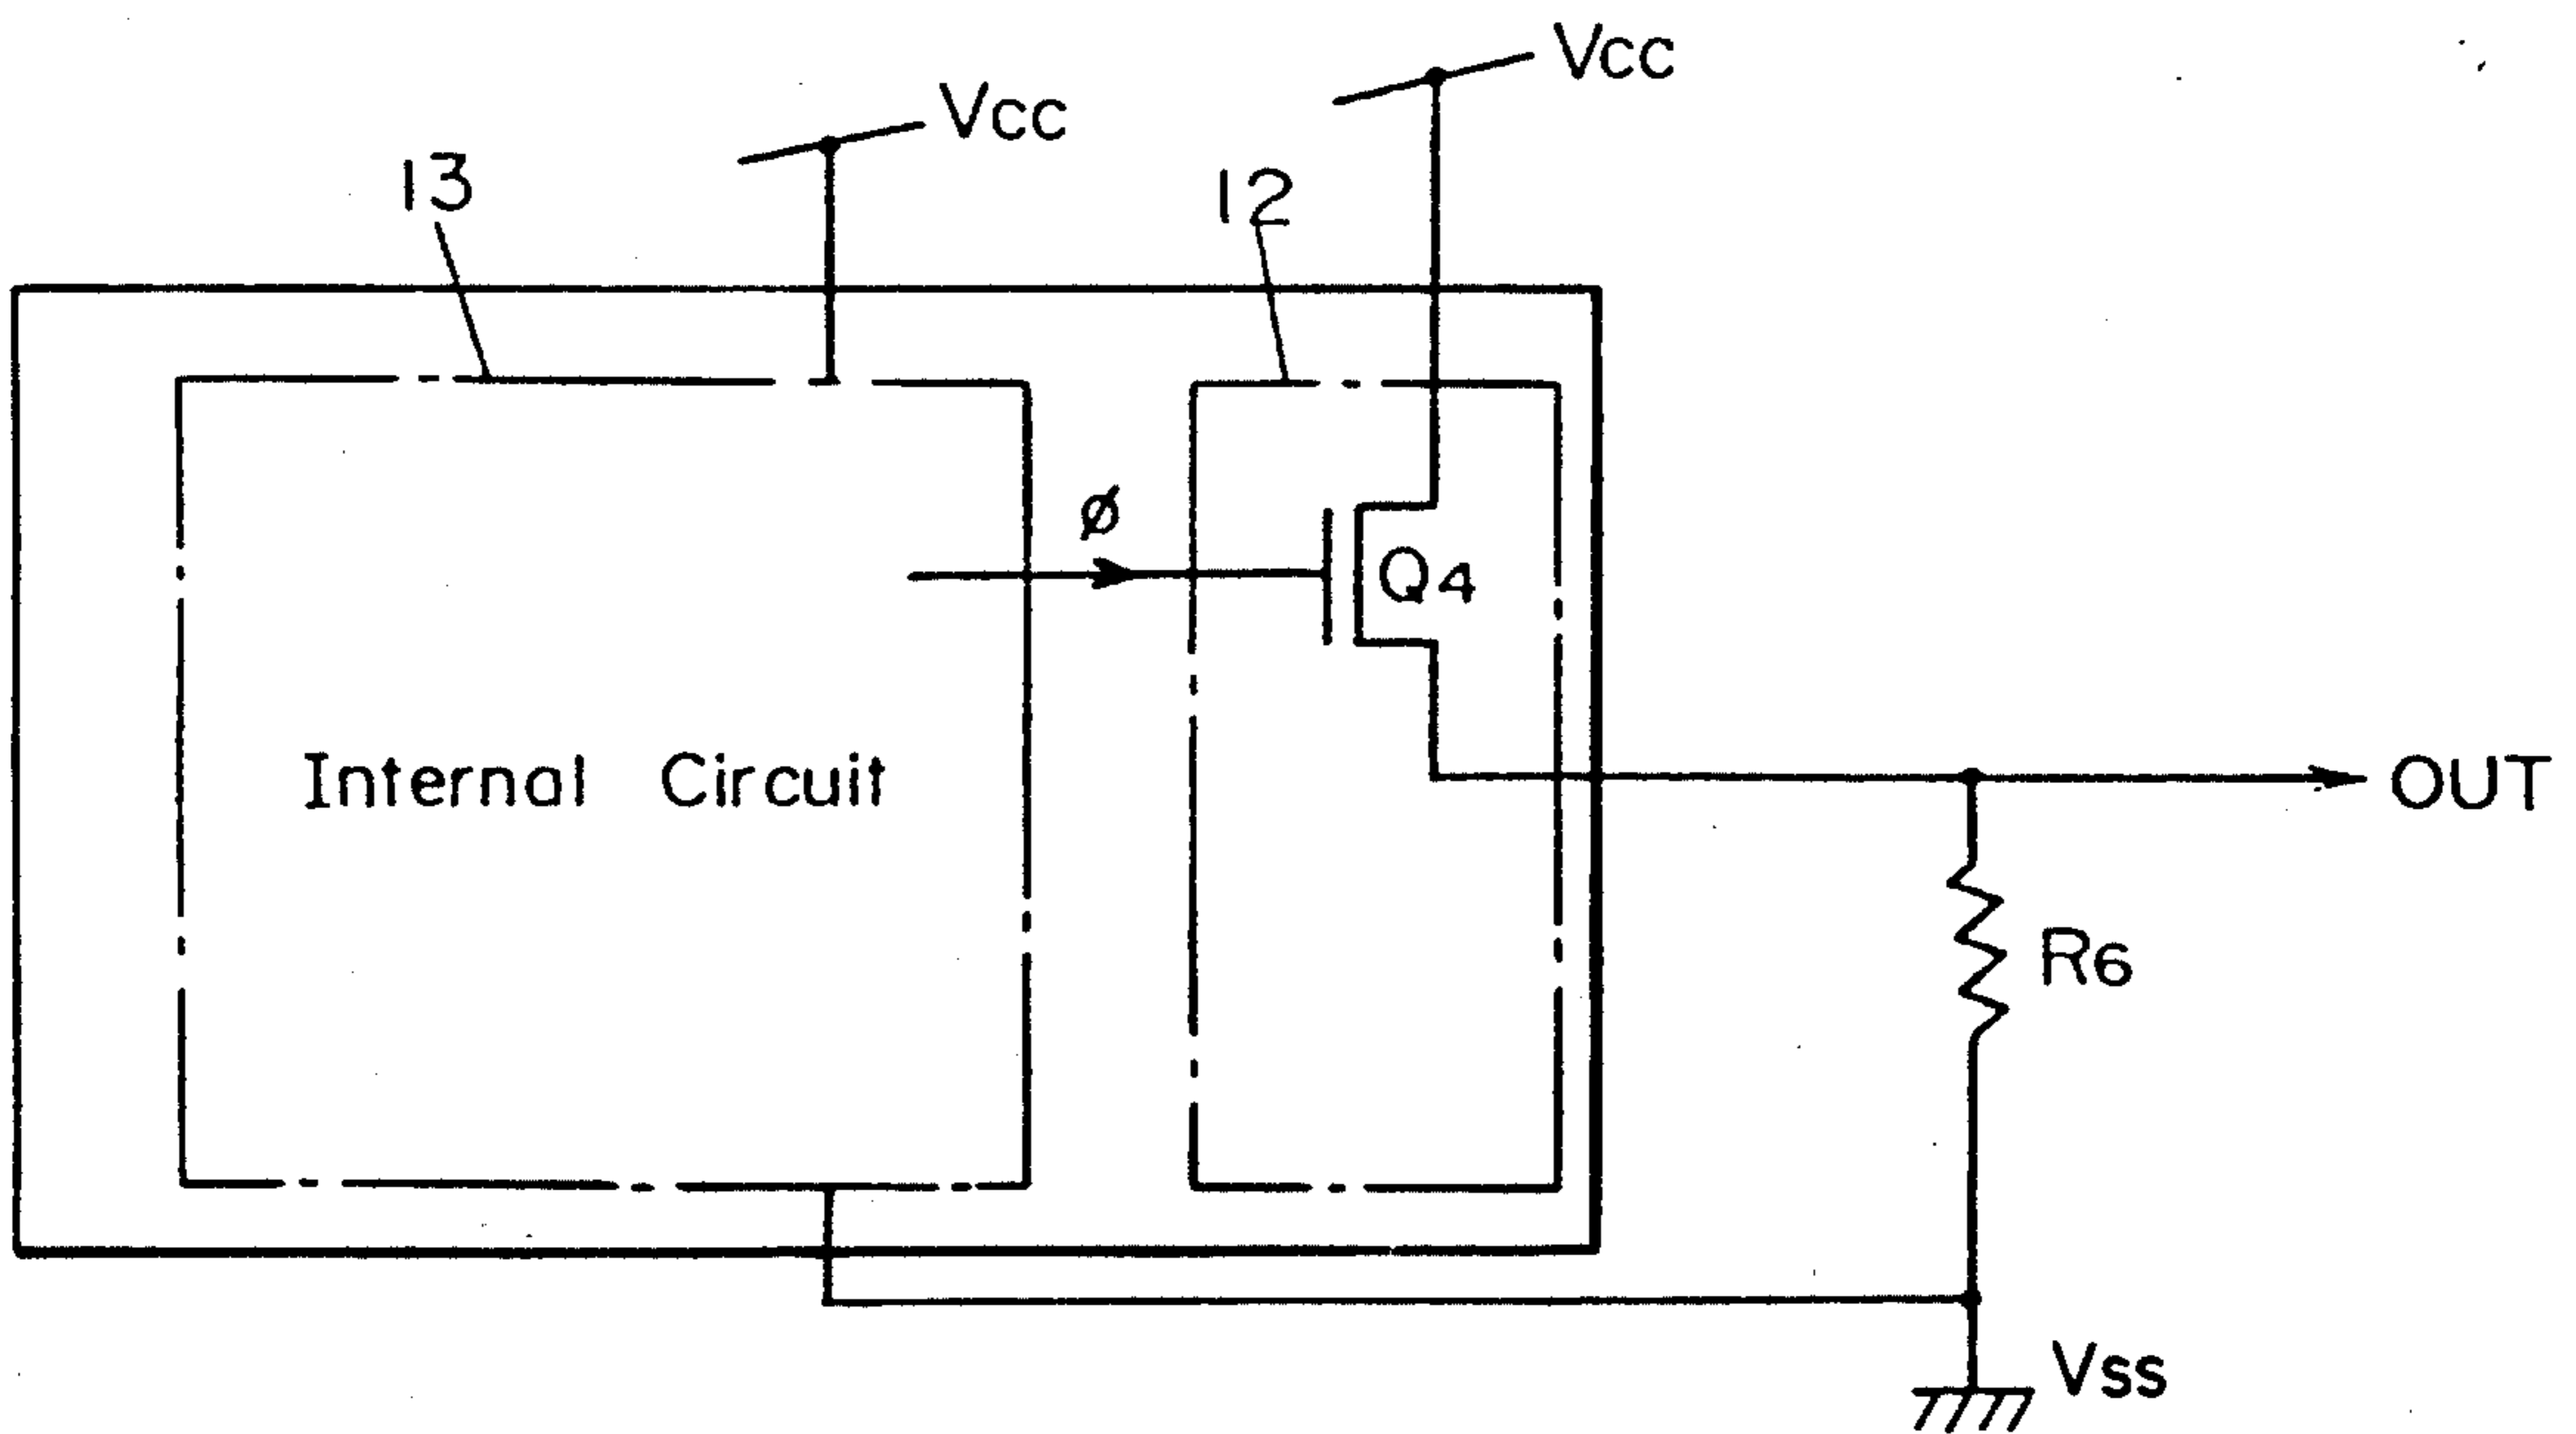 Vcc
Vcc
13
12
ø
Q4
Internal Circuit
OUT
R6
Vss